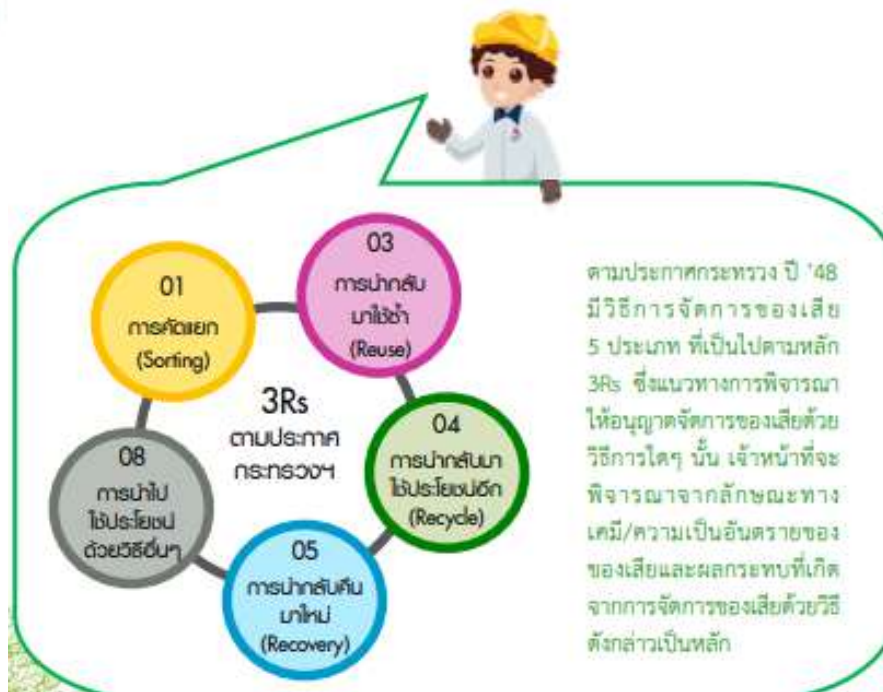 01
การคัดแยก
(Sorting)
03
การนำกลับ
มาใช้ซ้ำ
(Reuse)
3Rs
ตามประกาศ
กระทรวงฯ
04
การนำกลับมา
ใช้ประโยชน์อีก
(Recycle)
08
การนำไป
ใช้ประโยชน์
ด้วยวิธีอื่นๆ
05
การนำกลับคืน
มาใหม่
(Recovery)
ตามประกาศกระทรวง ปี '48
มีวิธีการจัดการของเสีย
5 ประเภท ที่เป็นไปตามหลัก
3Rs ซึ่งแนวทางการพิจารณา
ให้อนุญาตจัดการของเสียด้วย
วิธีการใดๆ นั้น เจ้าหน้าที่จะ
พิจารณาจากลักษณะทาง
เคมี/ความเป็นอันตรายของ
ของเสียและผลกระทบที่เกิด
จากการจัดการของเสียด้วยวิธี
ดังกล่าวเป็นหลัก